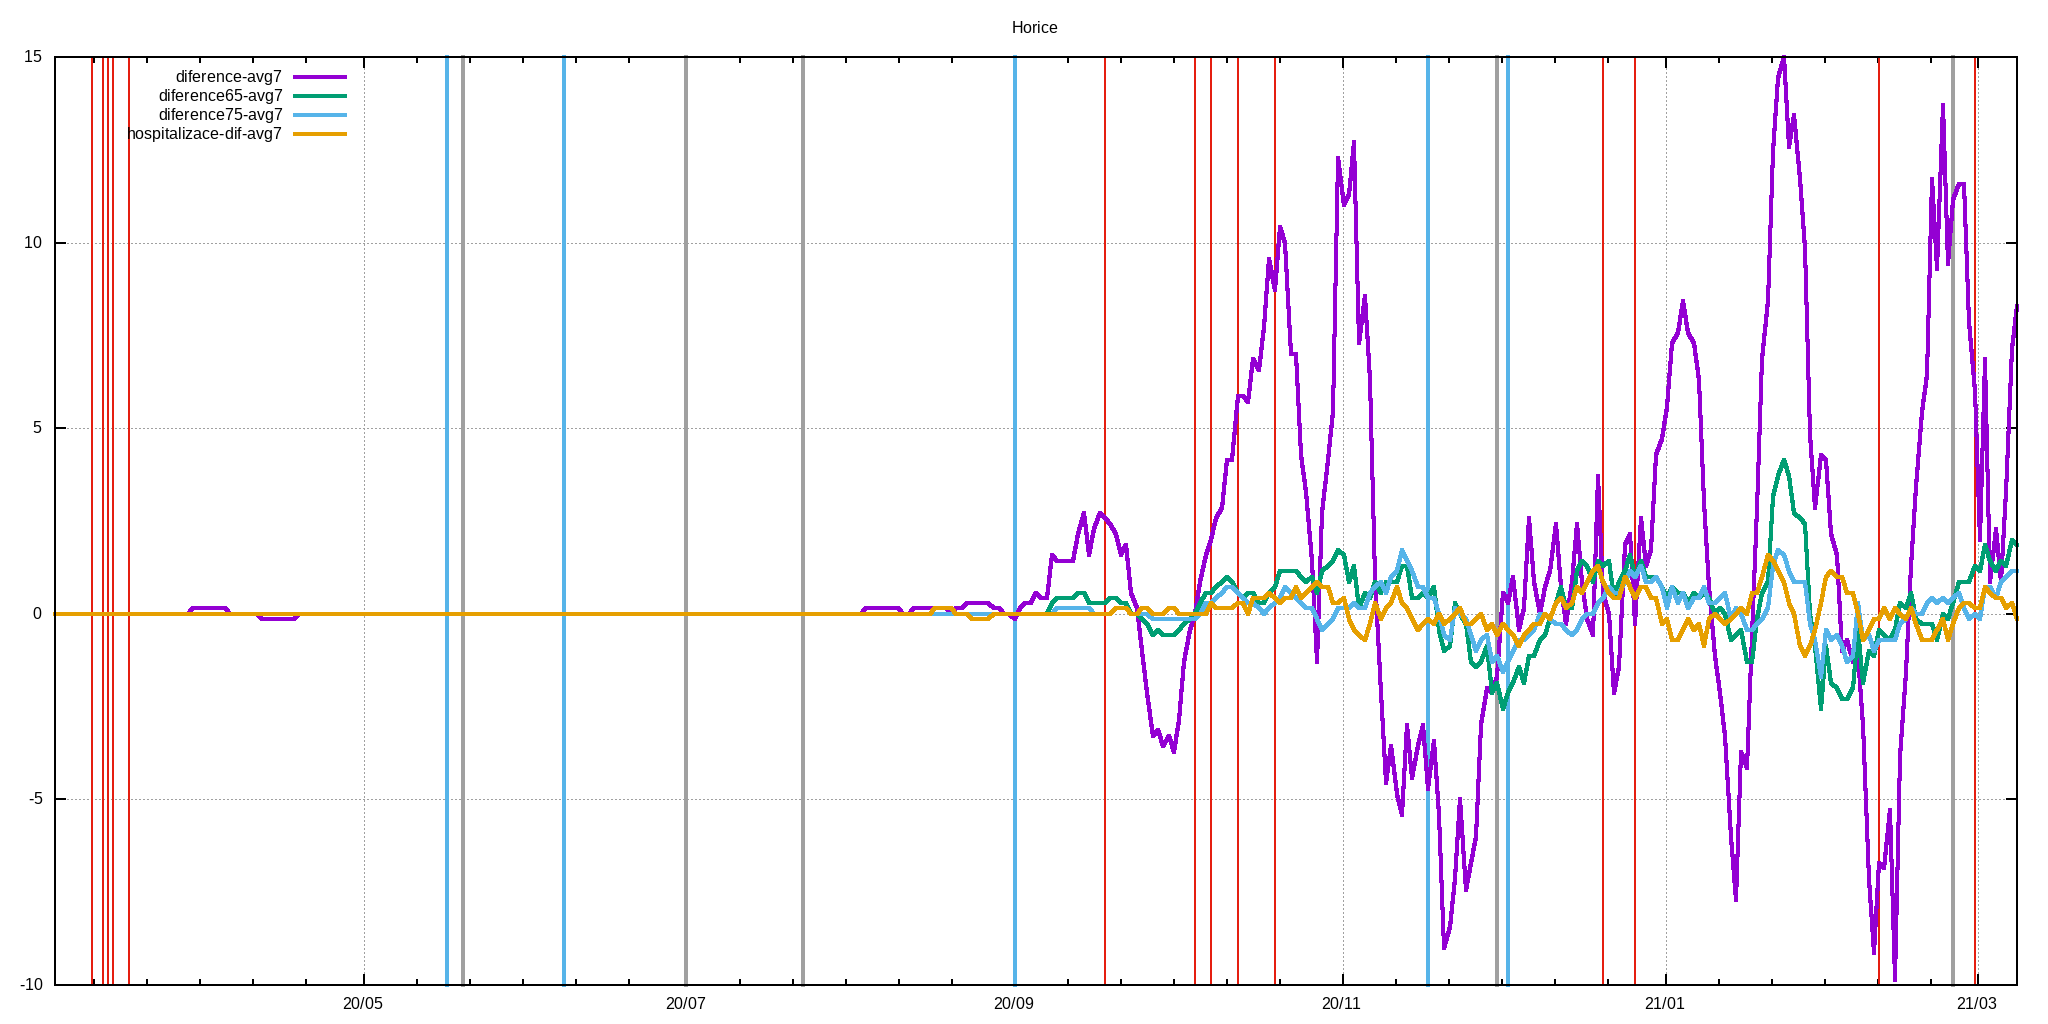 Horice
15
diference-avg7
diference65-avg7
diference75-avg7
hospitalizace-dif-avg7
10
5
0
-5
-10
20/05 20/07 20/09 20/11 21/01 21/03